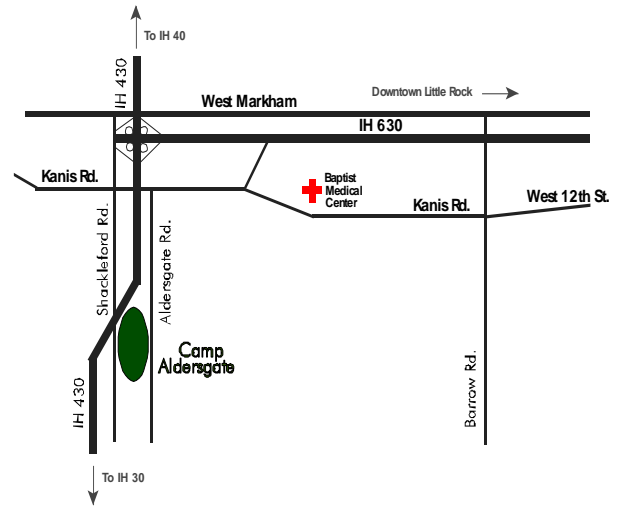 To IH 40
IH 430
Downtown Little Rock
West Markham
IH 630
Kanis Rd.
Baptist
Medical
Center
West 12th St.
Kanis Rd.
Shackleford Rd.
Aldersgate Rd.
Camp
Aldersgate
Barrow Rd.
IH 430
To IH 30